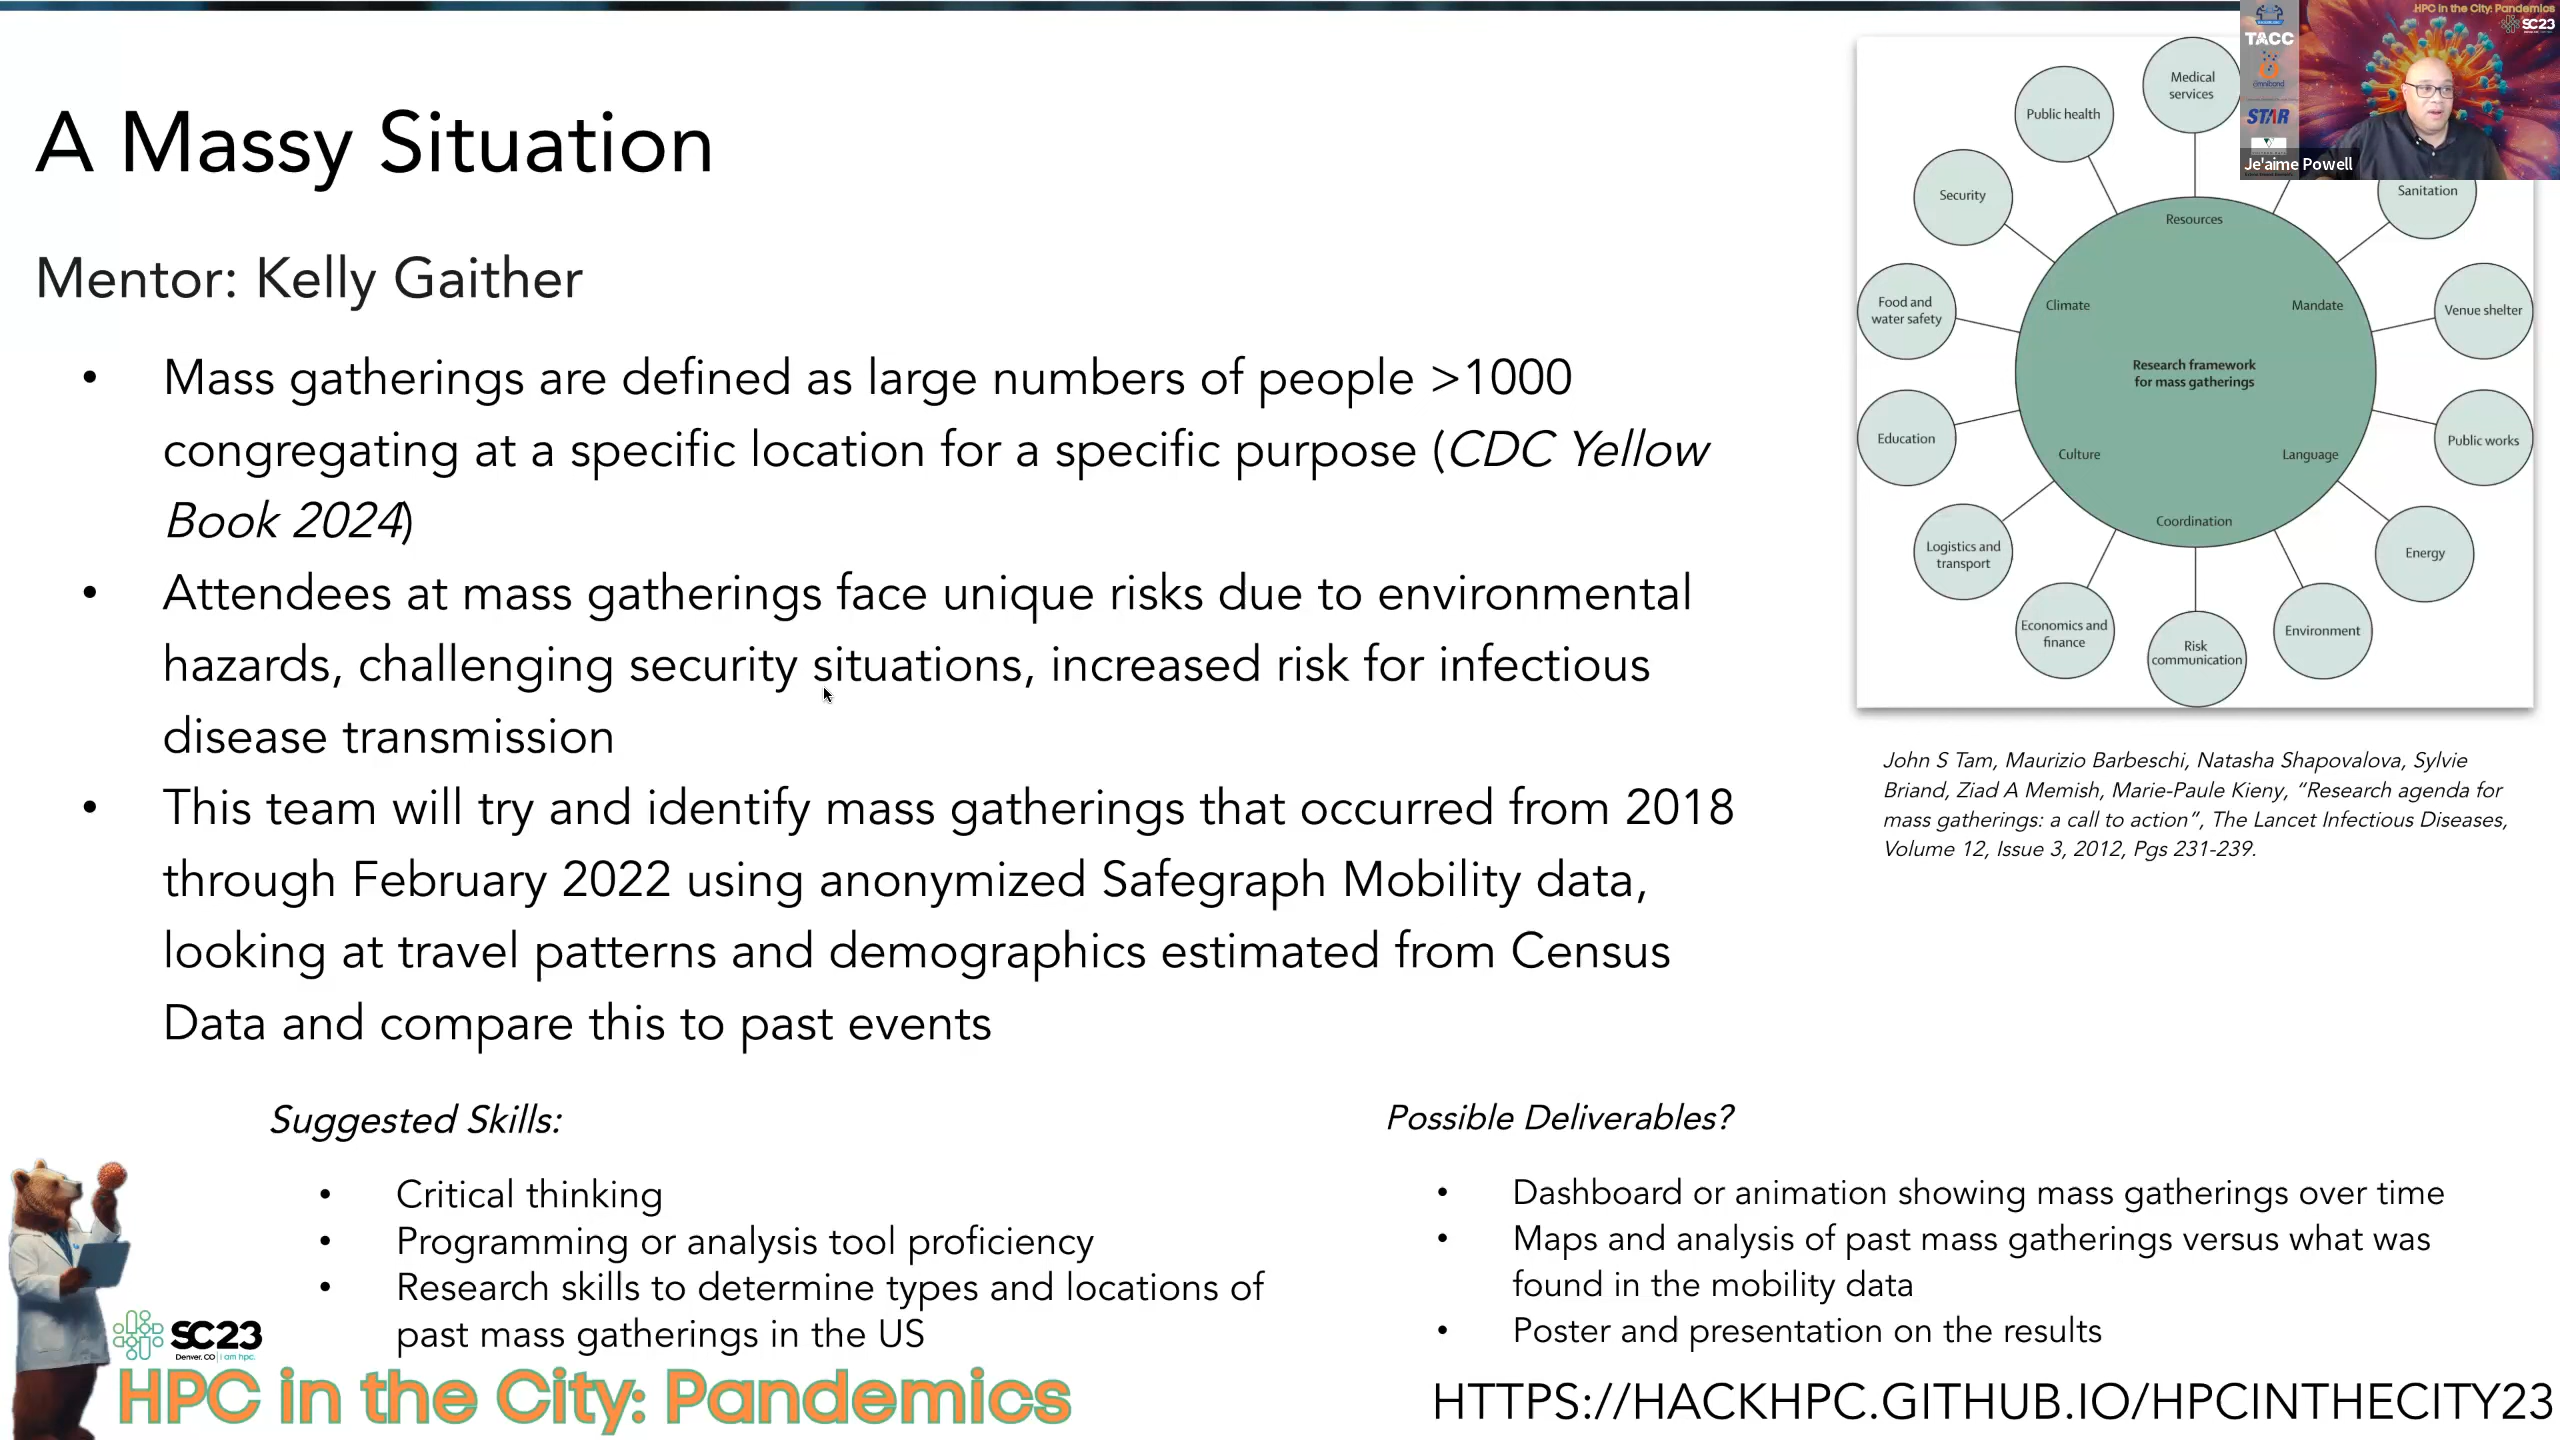 A Massy Situation
Mentor: Kelly Gaither
• Mass gatherings are defined as large numbers of people >1000
congregating at a specific location for a specific purpose (CDC Yellow
Book 2024)
• Attendees at mass gatherings face unique risks due to environmental
hazards, challenging security situations, increased risk for infectious
disease transmission
• This team will try and identify mass gatherings that occurred from 2018
through February 2022 using anonymized Safegraph Mobility data,
looking at travel patterns and demographics estimated from Census
Data and compare this to past events
Suggested Skills:
• Critical thinking
• Programming or analysis tool proficiency
• Research skills to determine types and locations of
past mass gatherings in the US
Possible Deliverables?
• Dashboard or animation showing mass gatherings over time
• Maps and analysis of past mass gatherings versus what was
found in the mobility data
• Poster and presentation on the results
Medical
services
Public health
Security
Food and
water safety
Education
Logistics and
transport
Economics and
finance
Risk
communication
Environment
Energy
Public works
Venue shelter
Sanitation
Resources
Climate
Mandate
Research framework
for mass gatherings
Culture
Language
Coordination
John S Tam, Maurizio Barbeschi, Natasha Shapovalova, Sylvie
Briand, Ziad A Memish, Marie-Paule Kieny, “Research agenda for
mass gatherings: a call to action”, The Lancet Infectious Diseases,
Volume 12, Issue 3, 2012, Pgs 231-239.
HPC in the City: Pandemics
SC23
TACC
omnibond
STAR
Je'aime Powell
SC23
Denver, CO | i am hpc.
HPC in the City: Pandemics
HTTPS://HACKHPC.GITHUB.IO/HPCINTHECITY23